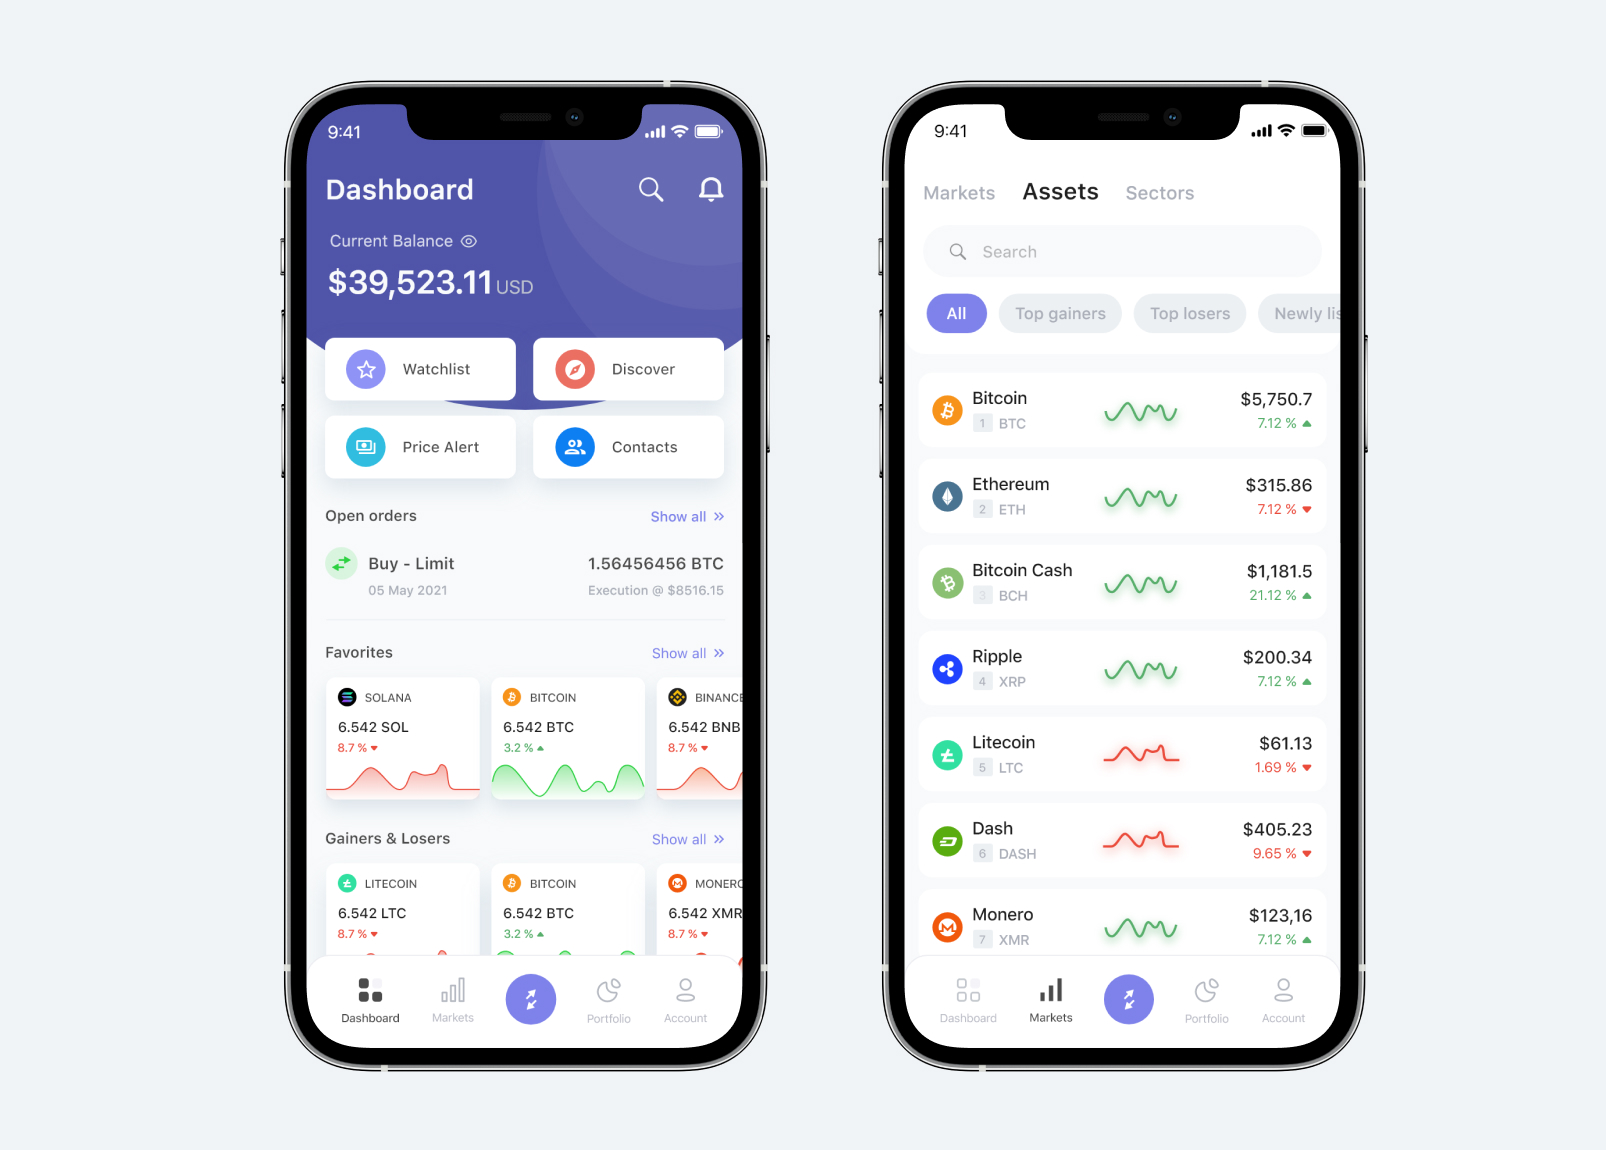 9:41
Dashboard
Current Balance
$39,523.11 USD
Watchlist
Discover
Price Alert
Contacts
Open orders
Show all »
Buy - Limit
1.56456456 BTC
05 May 2021
Execution @ $8516.15
Favorites
Show all »
SOLANA
BITCOIN
BINANCE
6.542 SOL
6.542 BTC
6.542 BNB
8.7 %
3.2 %
8.7 %
Gainers & Losers
Show all »
LITECOIN
BITCOIN
MONERO
6.542 LTC
6.542 BTC
6.542 XMR
8.7 %
3.2 %
8.7 %
Dashboard
Markets
Portfolio
Account
9:41
Markets
Assets
Sectors
Search
All
Top gainers
Top losers
Newly lis
Bitcoin
$5,750.7
1 BTC
7.12 %
Ethereum
$315.86
2 ETH
7.12 %
Bitcoin Cash
$1,181.5
3 BCH
21.12 %
Ripple
$200.34
4 XRP
7.12 %
Litecoin
$61.13
5 LTC
1.69 %
Dash
$405.23
6 DASH
9.65 %
Monero
$123,16
7 XMR
7.12 %
Dashboard
Markets
Portfolio
Account